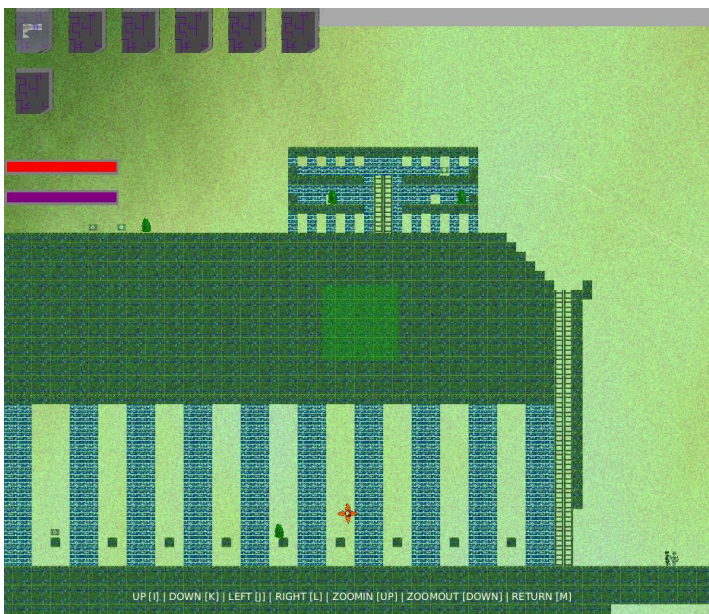 UP [I] | DOWN [K] | LEFT [J] | RIGHT [L] | ZOOMIN [UP] | ZOOMOUT [DOWN] | RETURN [M]